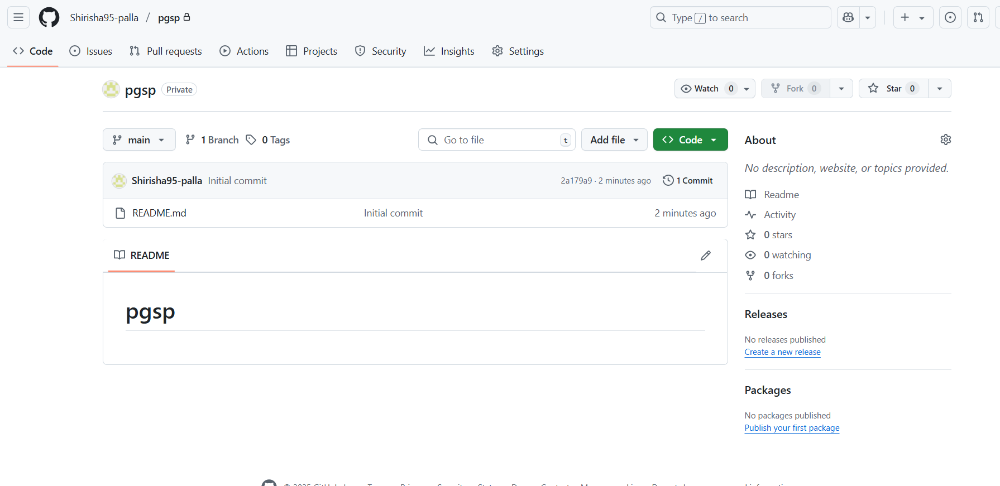 Shirisha95-palla / pgsp
Type / to search
Code Issues Pull requests Actions Projects Security Insights Settings
pgsp Private
Watch 0 Fork 0 Star 0
main 1 Branch 0 Tags
Go to file t Add file Code
Shirisha95-palla Initial commit 2a179a9 · 2 minutes ago 1 Commit
README.md Initial commit 2 minutes ago
README
pgsp
About
No description, website, or topics provided.
Readme
Activity
0 stars
0 watching
0 forks
Releases
No releases published
Create a new release
Packages
No packages published
Publish your first package